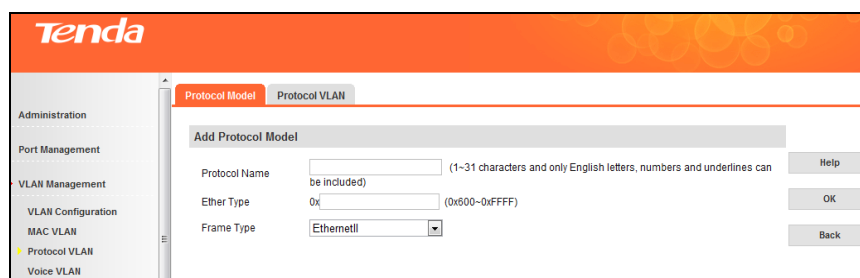 Tenda
Administration
Port Management
VLAN Management
VLAN Configuration
MAC VLAN
Protocol VLAN
Voice VLAN
Protocol Model
Protocol VLAN
Add Protocol Model
Protocol Name
(1~31 characters and only English letters, numbers and underlines can
be included)
Ether Type
0x
(0x600~0xFFFF)
Frame Type
EthernetII
Help
OK
Back